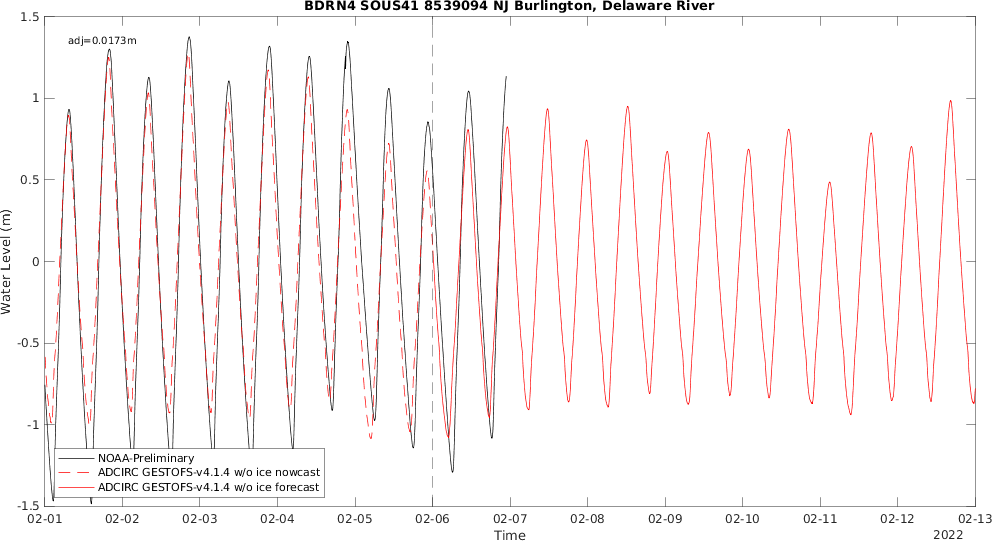 BDRN4 SOUS41 8539094 NJ Burlington, Delaware River
adj=0.0173m
1.5
1
0.5
0
-0.5
-1
-1.5
Water Level (m)
NOAA-Preliminary
ADCIRC GESTOFS-v4.1.4 w/o ice nowcast
ADCIRC GESTOFS-v4.1.4 w/o ice forecast
02-01 02-02 02-03 02-04 02-05 02-06 02-07 02-08 02-09 02-10 02-11 02-12 02-13
Time
2022